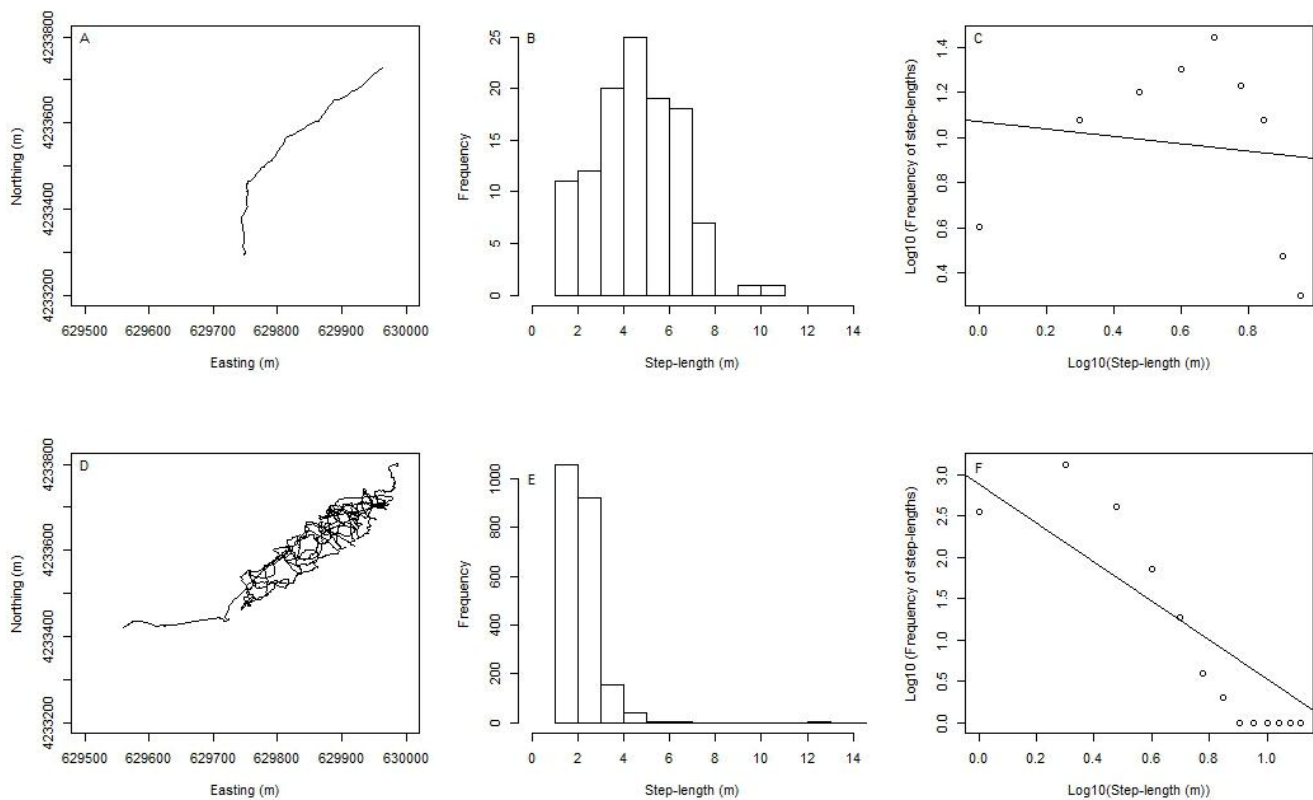 A
Northing (m)
4233800
4233600
4233400
4233200
629500 629600 629700 629800 629900 630000
Easting (m)
B
Frequency
25
20
15
10
5
0
0 2 4 6 8 10 12 14
Step-length (m)
C
Log10 (Frequency of step-lengths)
1.4
1.2
1.0
0.8
0.6
0.4
0.0 0.2 0.4 0.6 0.8
Log10(Step-length (m))
D
Northing (m)
4233800
4233600
4233400
4233200
629500 629600 629700 629800 629900 630000
Easting (m)
E
Frequency
1000
800
600
400
200
0
0 2 4 6 8 10 12 14
Step-length (m)
F
Log10 (Frequency of step-lengths)
3.0
2.5
2.0
1.5
1.0
0.5
0.0
0.0 0.2 0.4 0.6 0.8 1.0
Log10(Step-length (m))